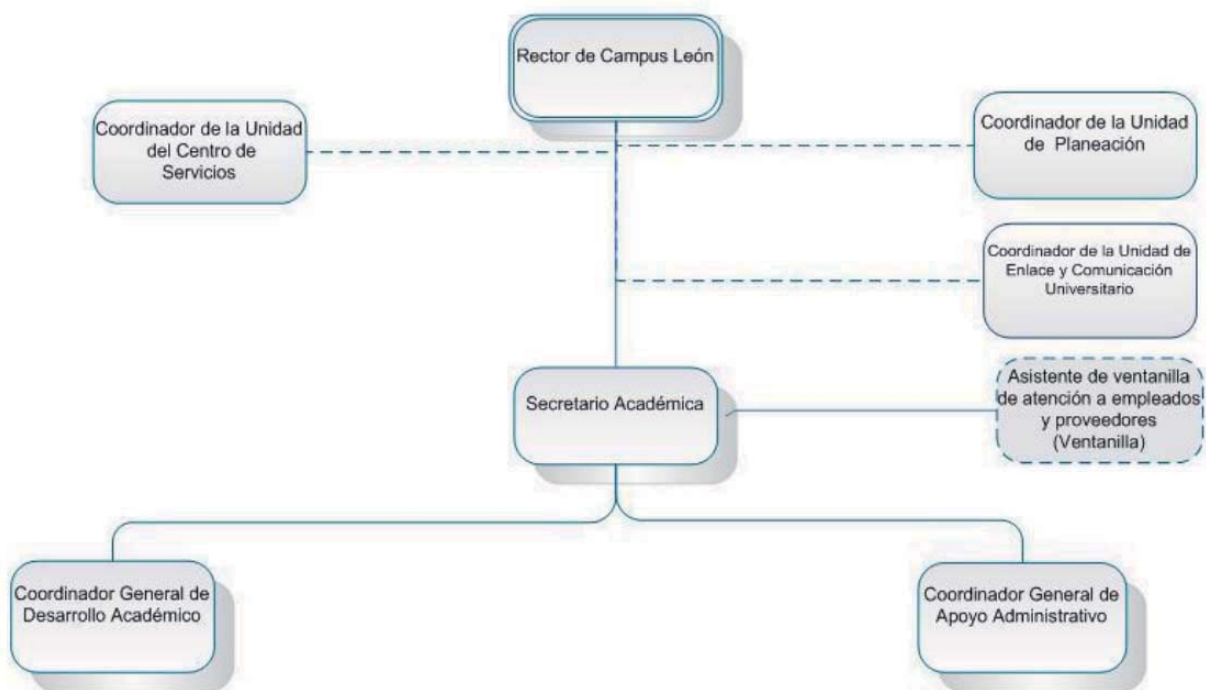 Rector de Campus León
Coordinador de la Unidad
del Centro de
Servicios
Coordinador de la Unidad
de Planeación
Coordinador de la Unidad de
Enlace y Comunicación
Universitario
Secretario Académica
Asistente de ventanilla
de atención a empleados
y proveedores
(Ventanilla)
Coordinador General de
Desarrollo Académico
Coordinador General de
Apoyo Administrativo